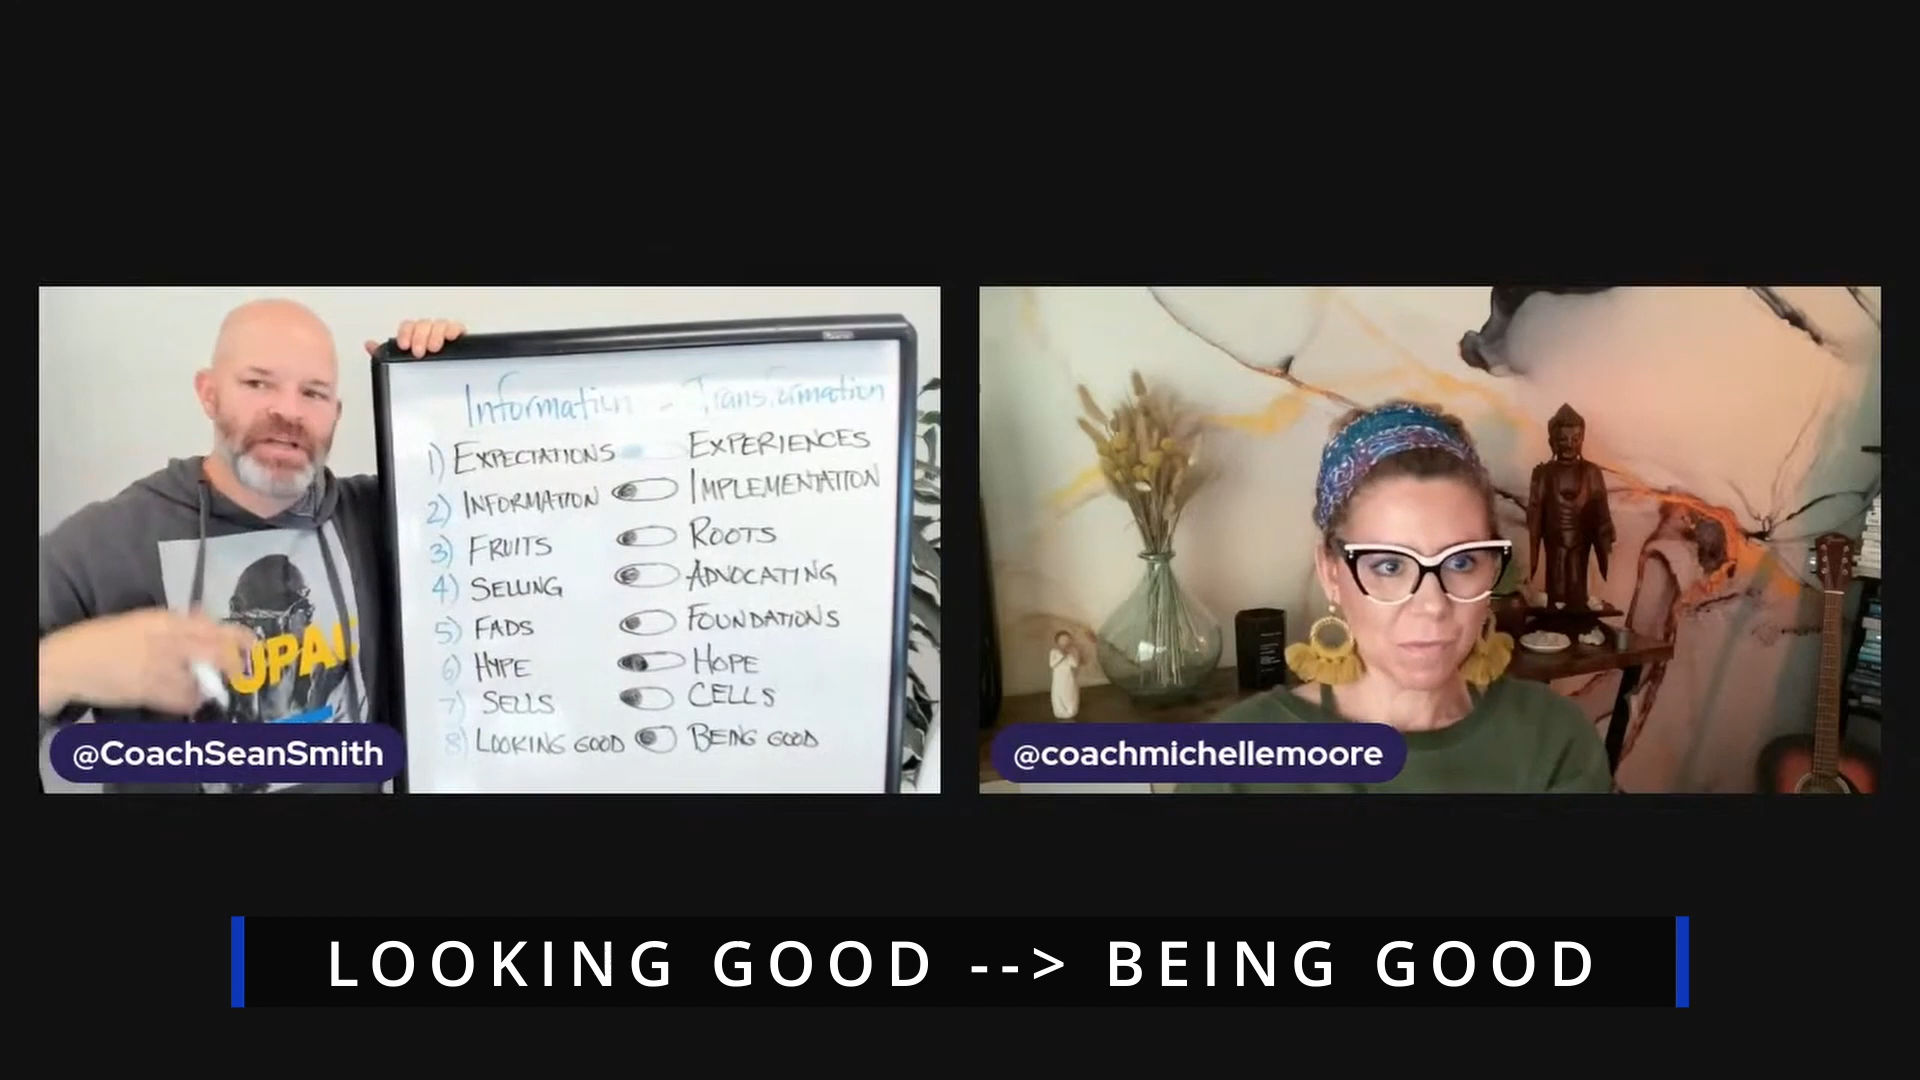 Information - Transformation
1) EXPECTATIONS EXPERIENCES
2) INFORMATION IMPLEMENTATION
3) FRUITS ROOTS
4) SELLING ADVOCATING
5) FADS FOUNDATIONS
6) HYPE HOPE
7) SELLS CELLS
8) LOOKING GOOD BEING GOOD
UPAC
@CoachSeanSmith
@coachmichellemoore
LOOKING GOOD --> BEING GOOD